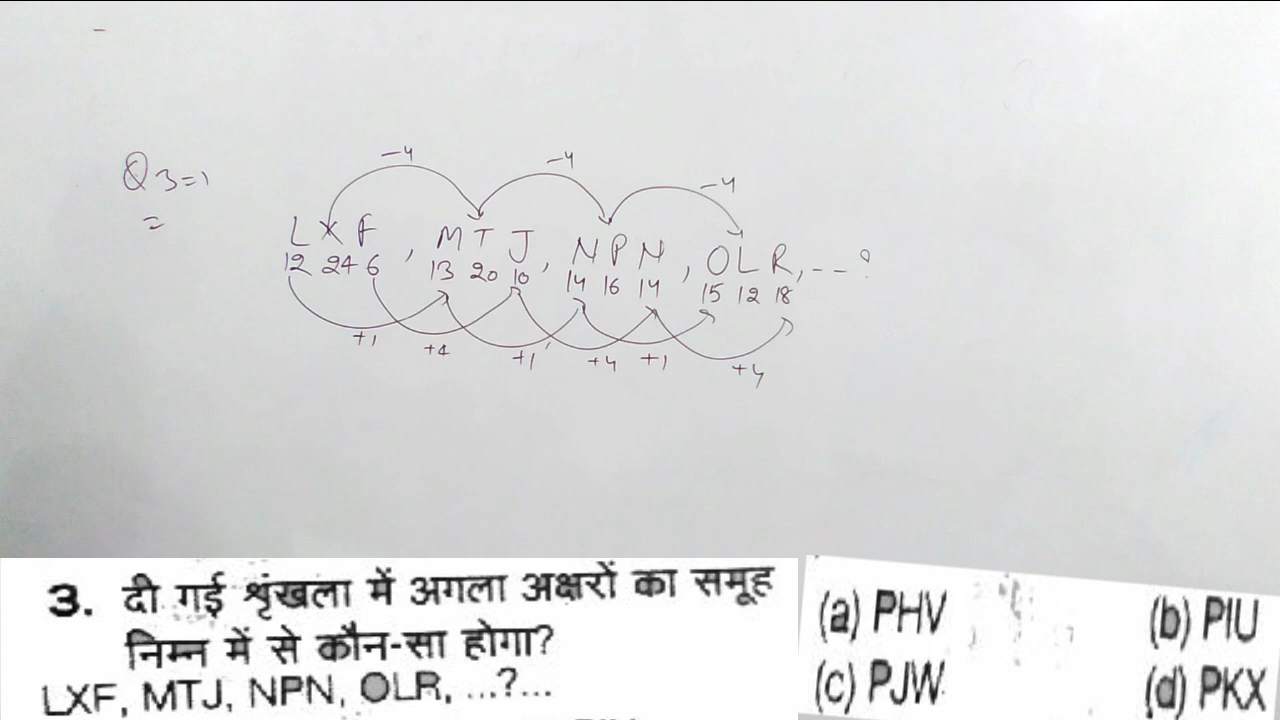 -4 -4 -4
Q 3 =)
=
L X F , M T J , N P N , O L R , - - ?
12 24 6 13 20 10 14 16 14 15 12 18
+1 +4 +1 +4 +1 +4
3. दी गई श्रृंखला में अगला अक्षरों का समूह
निम्न में से कौन-सा होगा?
LXF, MTJ, NPN, OLR, ...?...
(a) PHV (b) PIU
(c) PJW (d) PKX